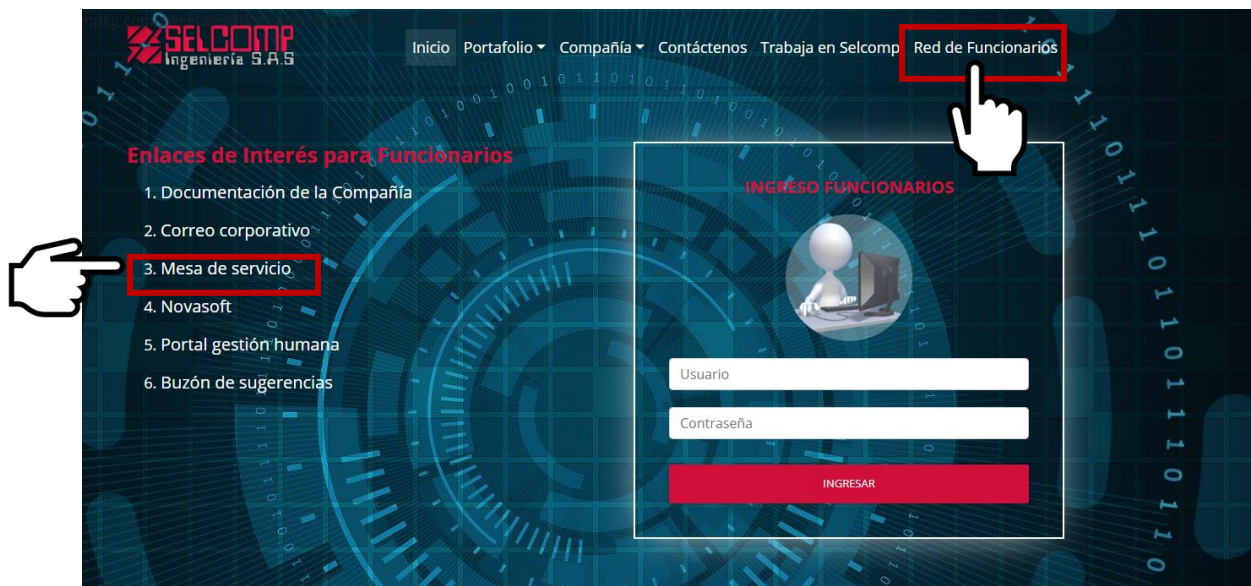 SELCOMP
Ingeniería S.A.S
Inicio Portafolio Compañía Contáctenos Trabaja en Selcomp Red de Funcionarios
Enlaces de Interés para Funcionarios
1. Documentación de la Compañía
2. Correo corporativo
3. Mesa de servicio
4. Novasoft
5. Portal gestión humana
6. Buzón de sugerencias
INGRESO FUNCIONARIOS
Usuario
Contraseña
INGRESAR